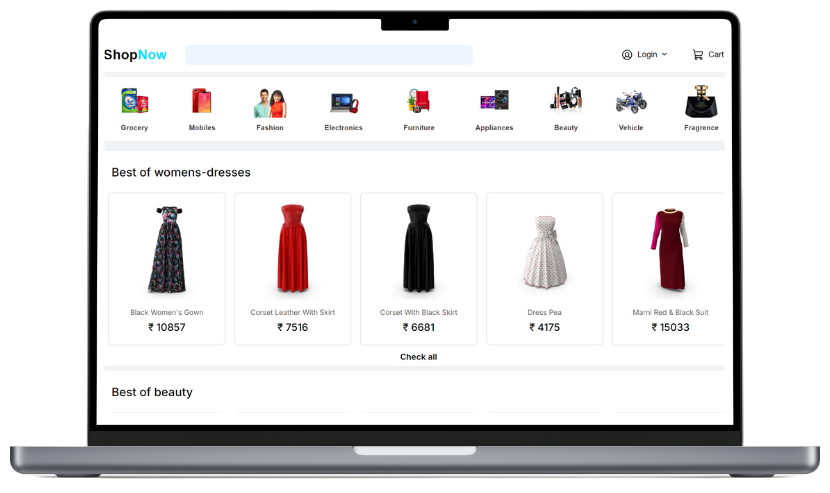 ShopNow
Login
Cart
Grocery
Mobiles
Fashion
Electronics
Furniture
Appliances
Beauty
Vehicle
Fragrence
Best of womens-dresses
Black Women's Gown
₹ 10857
Corset Leather With Skirt
₹ 7516
Corset With Black Skirt
₹ 6681
Dress Pea
₹ 4175
Marni Red & Black Suit
₹ 15033
Check all
Best of beauty